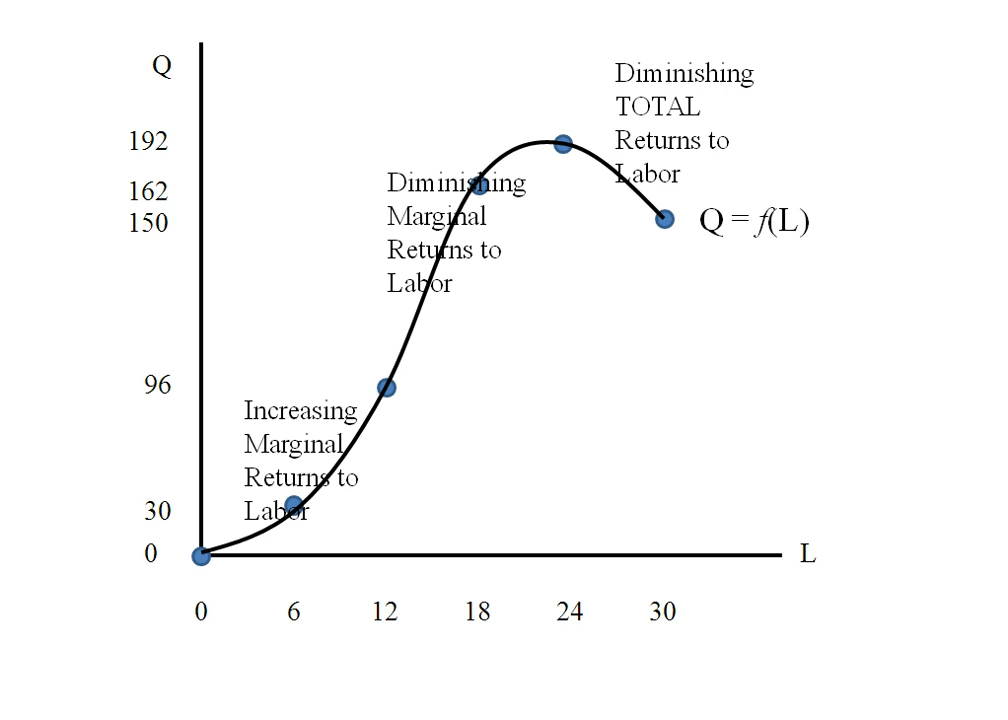 Q
192
162
150
96
30
0
Diminishing
TOTAL
Returns to
Labor
Diminishing
Marginal
Returns to
Labor
Increasing
Marginal
Returns to
Labor
Q = f(L)
L
0 6 12 18 24 30